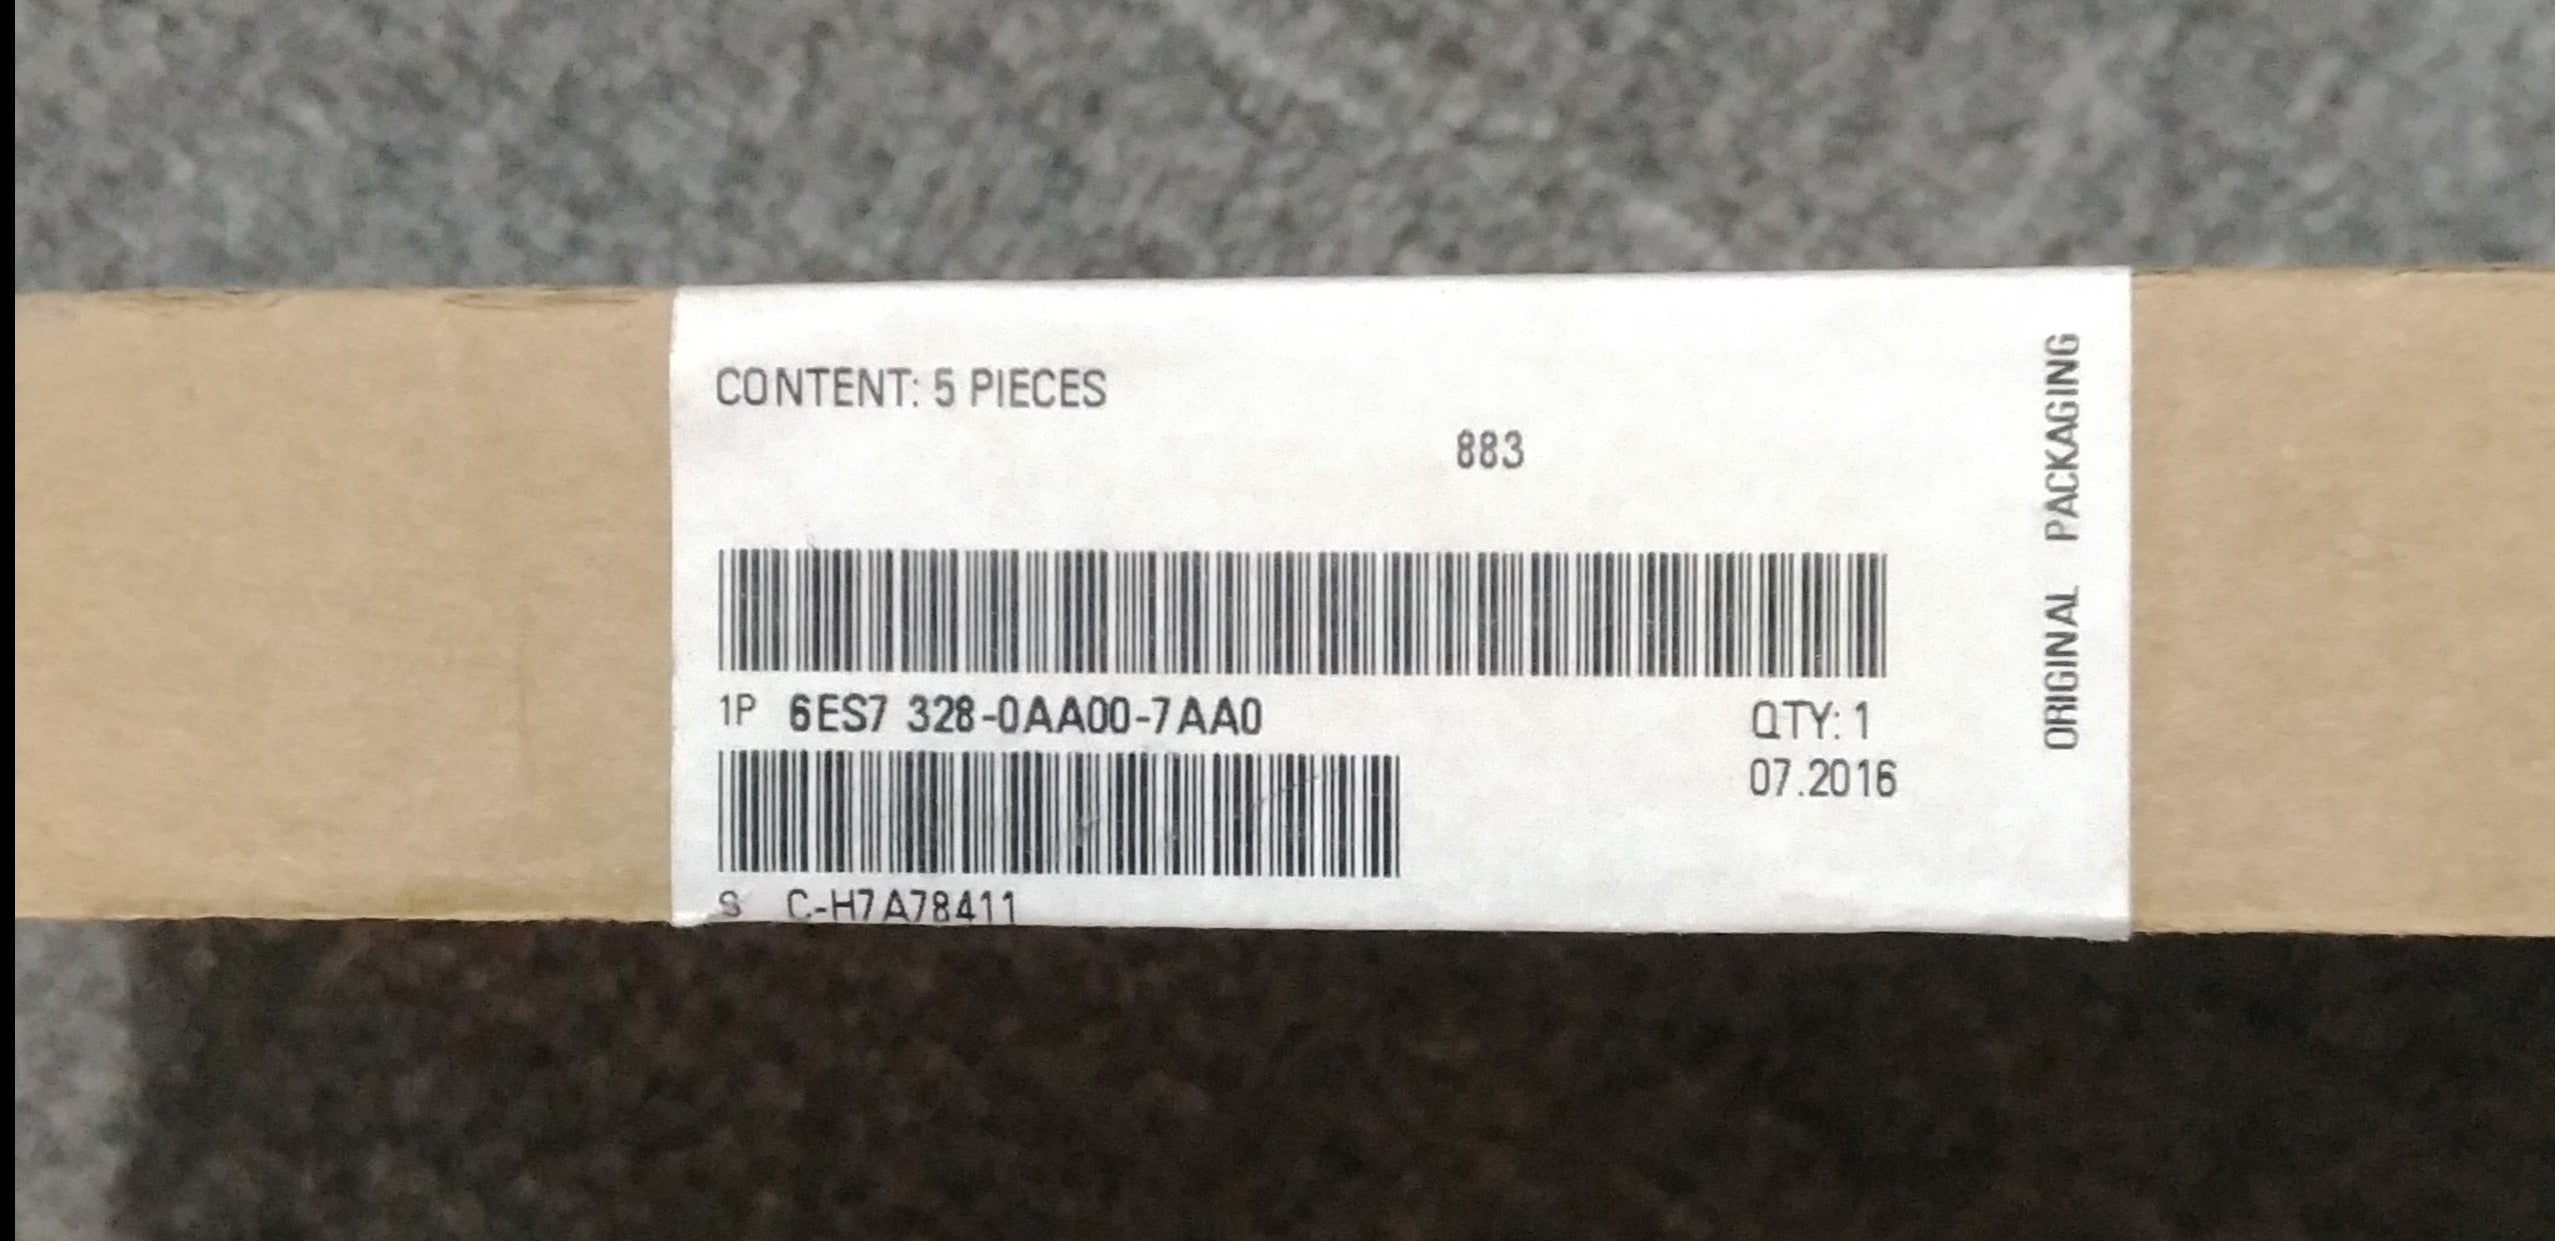 CONTENT: 5 PIECES
883
1P 6ES7 328-0AA00-7AA0
QTY: 1
07.2016
S C-H7A78411
ORIGINAL PACKAGING